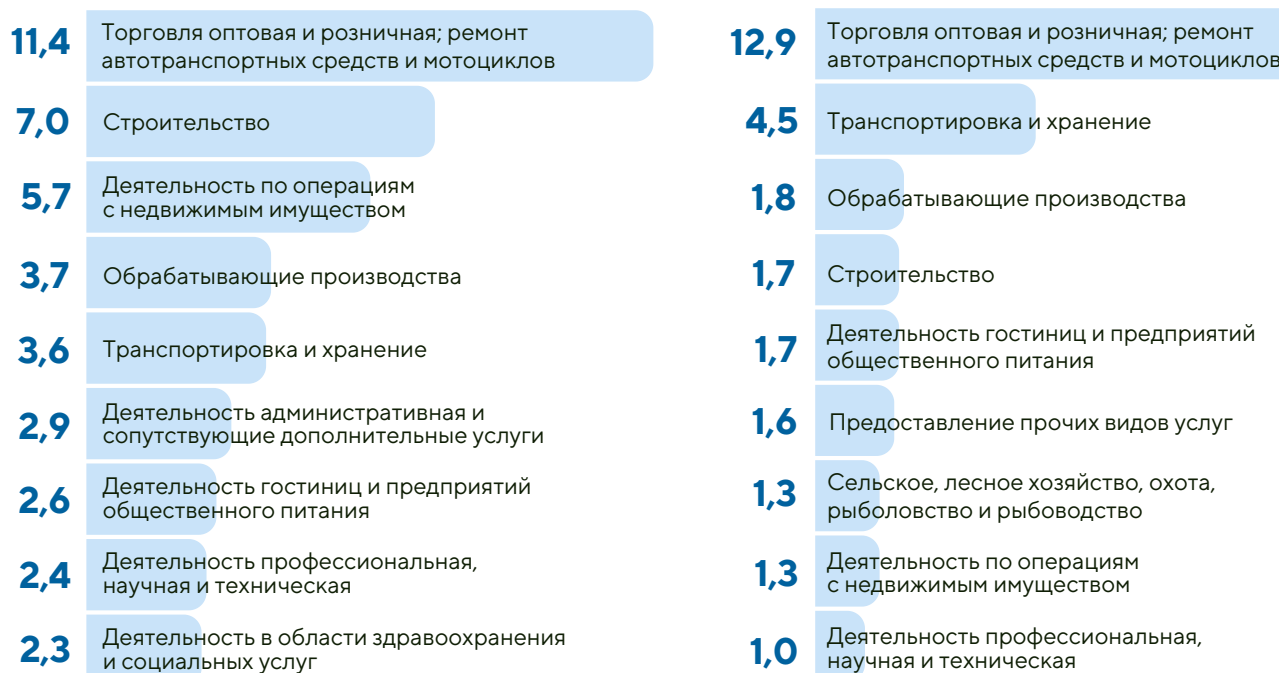 11,4
Торговля оптовая и розничная; ремонт
автотранспортных средств и мотоциклов
7,0
Строительство
5,7
Деятельность по операциям
с недвижимым имуществом
3,7
Обрабатывающие производства
3,6
Транспортировка и хранение
2,9
Деятельность административная и
сопутствующие дополнительные услуги
2,6
Деятельность гостиниц и предприятий
общественного питания
2,4
Деятельность профессиональная,
научная и техническая
2,3
Деятельность в области здравоохранения
и социальных услуг
12,9
Торговля оптовая и розничная; ремонт
автотранспортных средств и мотоциклов
4,5
Транспортировка и хранение
1,8
Обрабатывающие производства
1,7
Строительство
1,7
Деятельность гостиниц и предприятий
общественного питания
1,6
Предоставление прочих видов услуг
1,3
Сельское, лесное хозяйство, охота,
рыболовство и рыбоводство
1,3
Деятельность по операциям
с недвижимым имуществом
1,0
Деятельность профессиональная,
научная и техническая